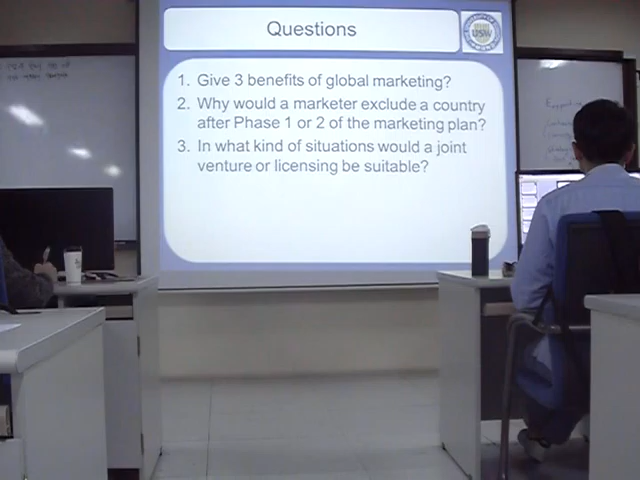 Questions
USW
1. Give 3 benefits of global marketing?
2. Why would a marketer exclude a country
after Phase 1 or 2 of the marketing plan?
3. In what kind of situations would a joint
venture or licensing be suitable?